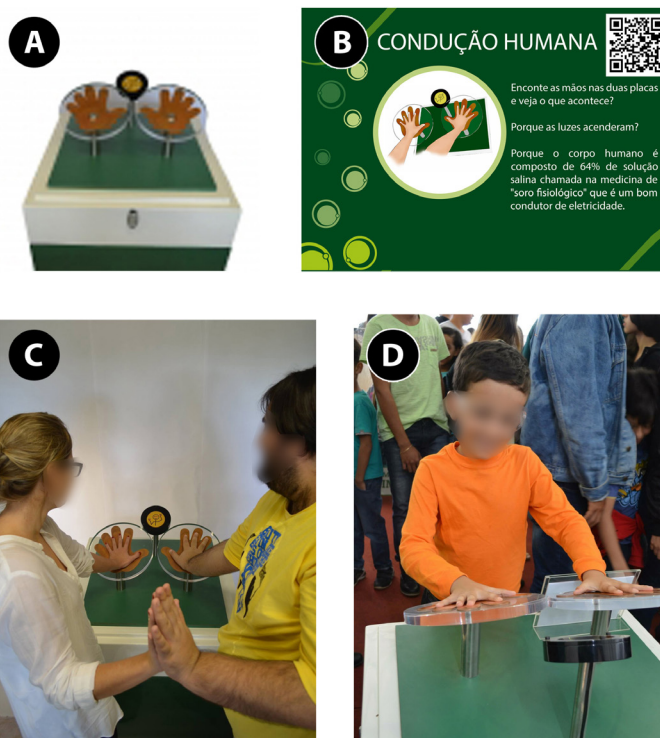 A
B
CONDUÇÃO HUMANA
Enconte as mãos nas duas placas
e veja o que acontece?
Porque as luzes acenderam?
Porque o corpo humano é
composto de 64% de solução
salina chamada na medicina de
"soro fisiológico" que é um bom
condutor de eletricidade.
C
D